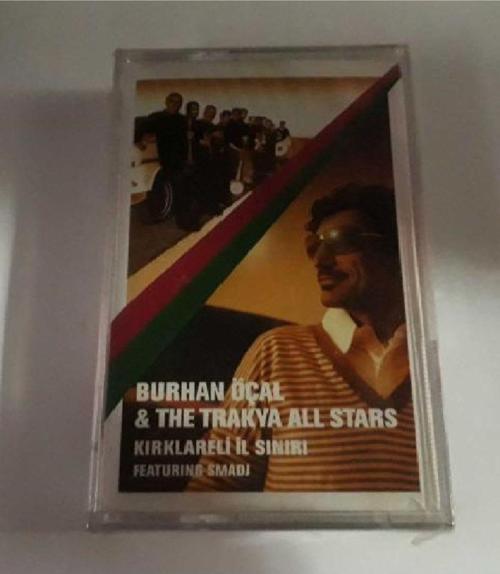 BURHAN ÖÇAL
& THE TRAKYA ALL STARS
KIRKLARELİ İL SINIRI
FEATURING SMADJ